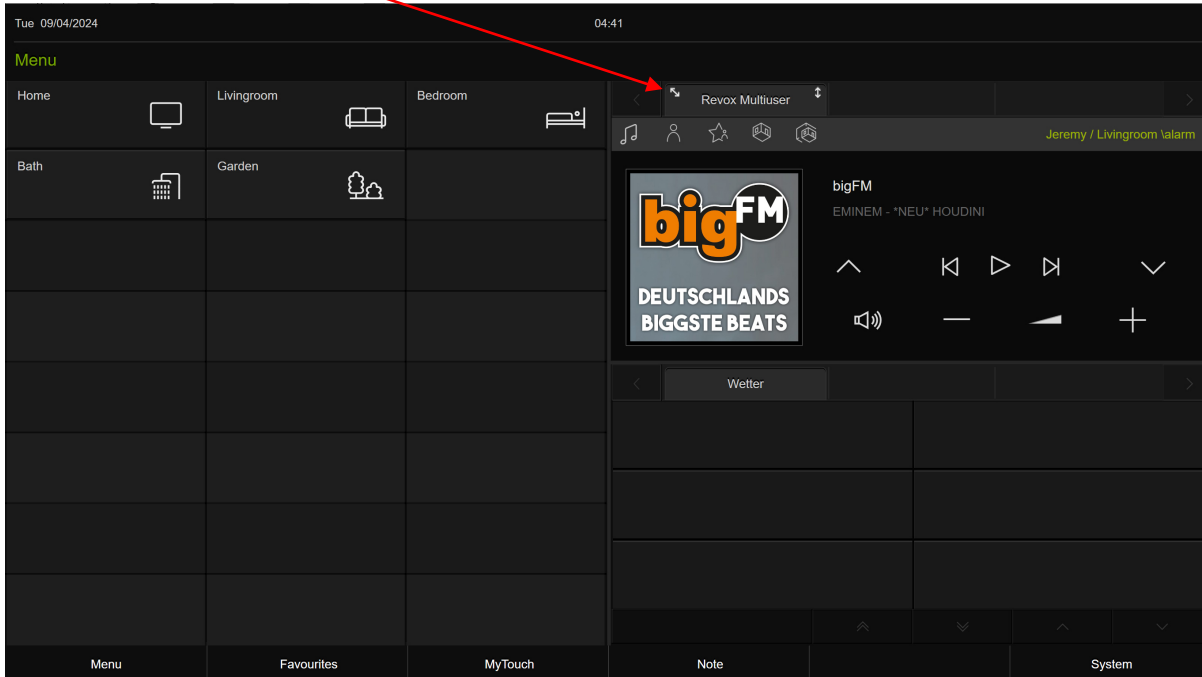 Tue 09/04/2024
04:41
Menu
Home
Livingroom
Bedroom
Bath
Garden
Revox Multiuser
Jeremy / Livingroom \alarm
big FM
DEUTSCHLANDS
BIGGSTE BEATS
bigFM
EMINEM - *NEU* HOUDINI
Wetter
Menu
Favourites
MyTouch
Note
System